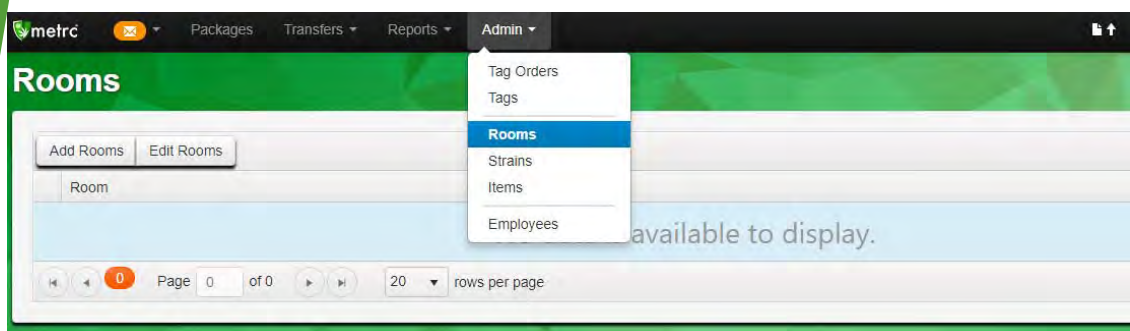 metrc Packages Transfers Reports Admin
Tag Orders
Tags
Rooms
Strains
Items
Employees
Rooms
Add Rooms Edit Rooms
Room
available to display.
0 Page 0 of 0 20 rows per page